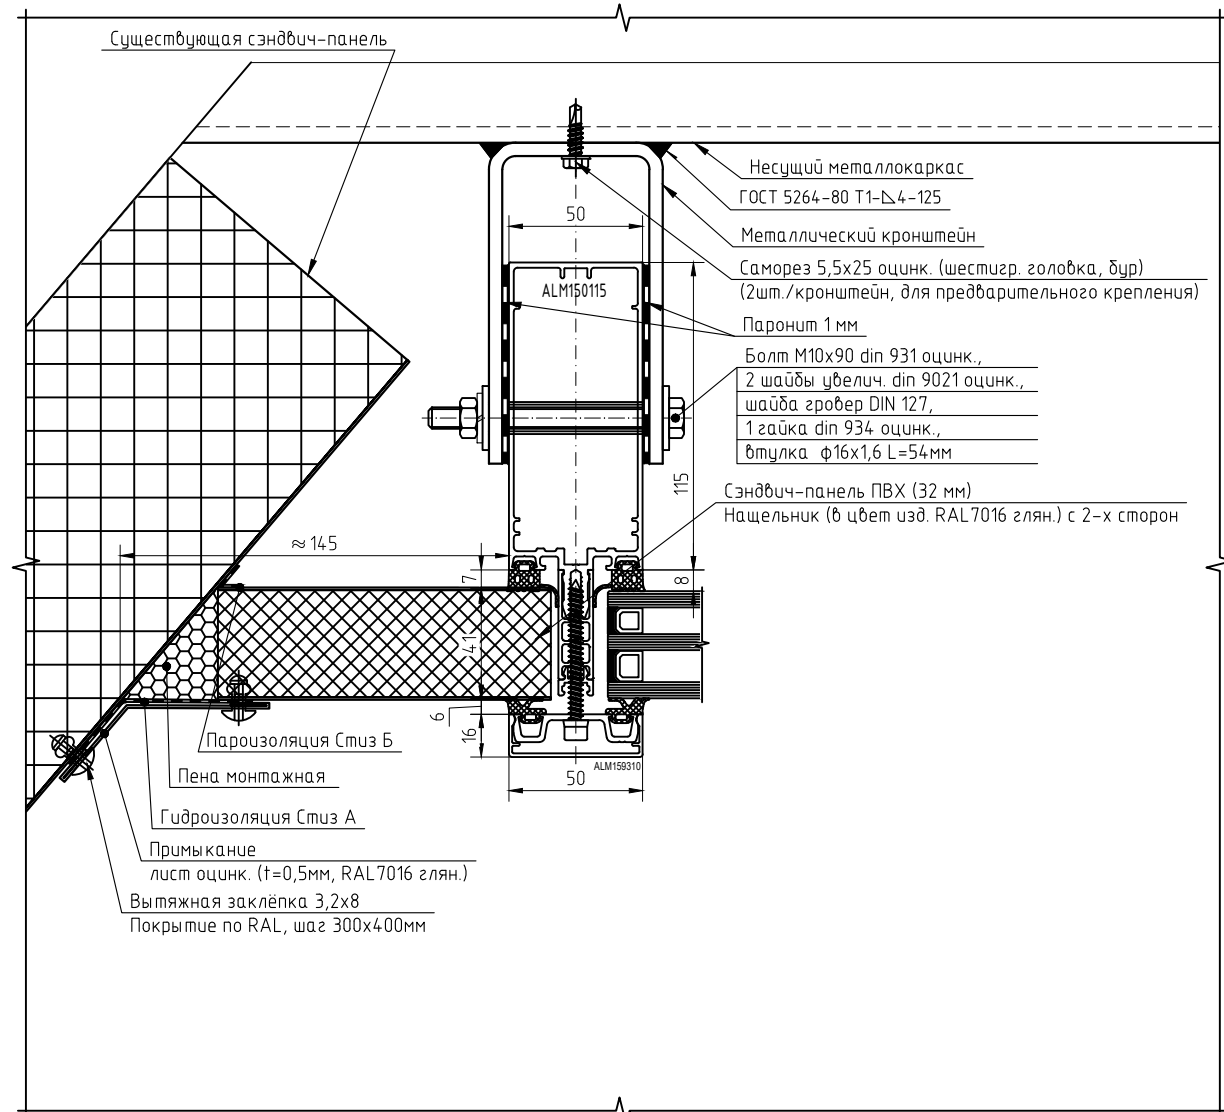 Существующая сэндвич-панель
Несущий металлокаркас
ГОСТ 5264-80 Т1-⊿4-125
50
Металлический кронштейн
Саморез 5,5х25 оцинк. (шестигр. головка, бур)
(2шт./кронштейн, для предварительного крепления)
ALM150115
Паронит 1 мм
Болт М10х90 din 931 оцинк.,
2 шайбы увелич. din 9021 оцинк.,
шайба гровер DIN 127,
1 гайка din 934 оцинк.,
втулка ф16х1,6 L=54мм
115
Сэндвич-панель ПВХ (32 мм)
Нащельник (в цвет изд. RAL7016 глян.) с 2-х сторон
≈145
7
8
41
6
16
Пароизоляция Стиз Б
ALM159310
Пена монтажная
50
Гидроизоляция Стиз А
Примыкание
лист оцинк. (t=0,5мм, RAL7016 глян.)
Вытяжная заклёпка 3,2х8
Покрытие по RAL, шаг 300х400мм